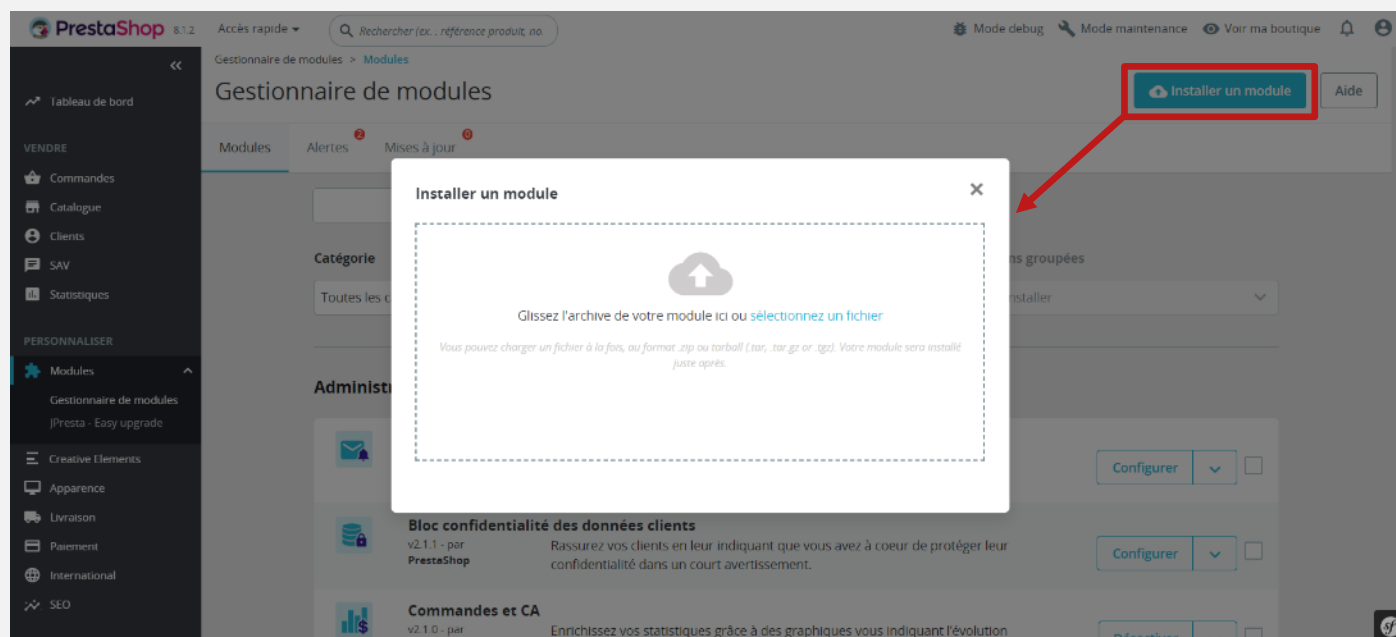 PrestaShop 8.1.2
Accès rapide
Rechercher (ex. : référence produit, no.
Mode debug
Mode maintenance
Voir ma boutique
Gestionnaire de modules > Modules
Gestionnaire de modules
Installer un module
Aide
Modules
Alertes 2
Mises à jour 0
Tableau de bord
VENDRE
Commandes
Catalogue
Clients
SAV
Statistiques
PERSONNALISER
Modules
Gestionnaire de modules
JPresta - Easy upgrade
Creative Elements
Apparence
Livraison
Paiement
International
SEO
Installer un module
Glissez l'archive de votre module ici ou sélectionnez un fichier
Vous pouvez charger un fichier à la fois, au format .zip ou tarball (.tar, .tar.gz or .tgz). Votre module sera installé
juste après.
Catégorie
ns groupées
Toutes les c
nstaller
Administr
Configurer
Bloc confidentialité des données clients
v2.1.1 - par
PrestaShop
Rassurez vos clients en leur indiquant que vous avez à coeur de protéger leur
confidentialité dans un court avertissement.
Configurer
Commandes et CA
v2.1.0 - par
Enrichissez vos statistiques grâce à des graphiques vous indiquant l'évolution